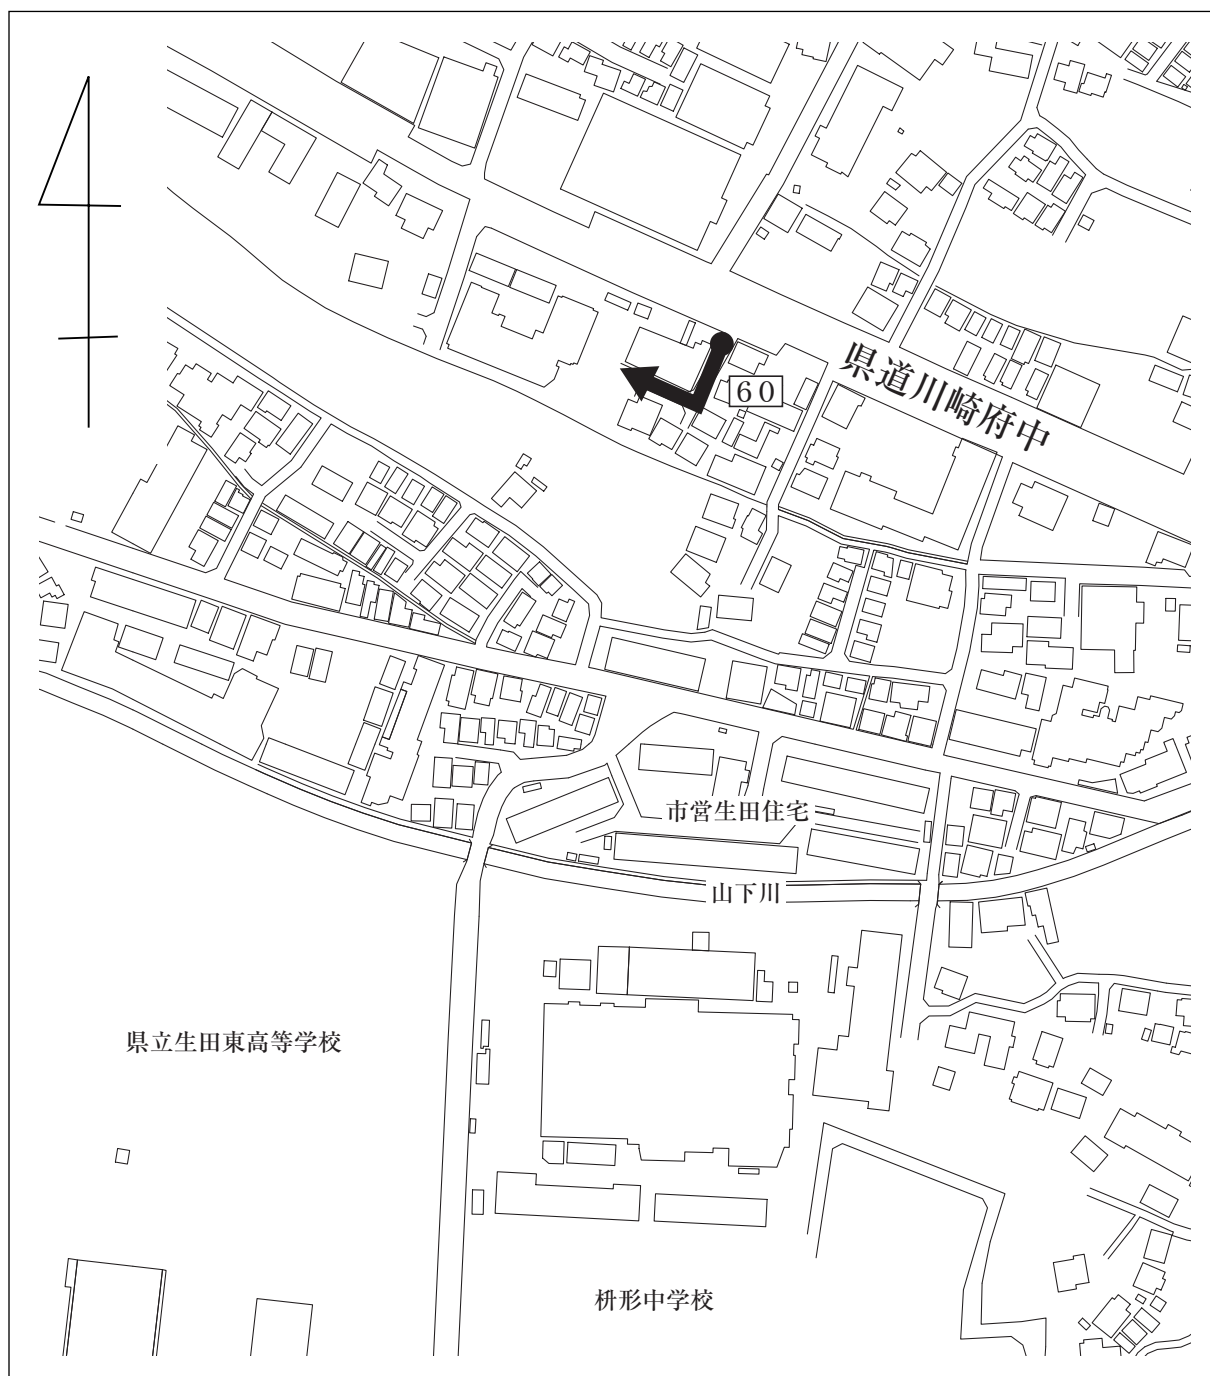 県道川崎府中
60
市営生田住宅
山下川
県立生田東高等学校
枡形中学校